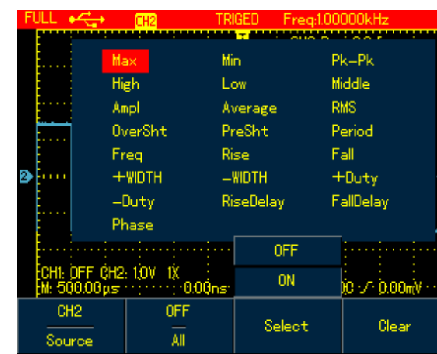 FULL CH2 TRIGED Freq:100000kHz
Max Min Pk-Pk
High Low Middle
Ampl Average RMS
OverSht PreSht Period
Freq Rise Fall
+WIDTH -WIDTH +Duty
-Duty RiseDelay FallDelay
Phase
2
OFF
ON
CH1: OFF CH2: 1.0V 1X
M: 500.00μs 0.00ns 0.00mV
CH2 OFF Select Clear
Source All